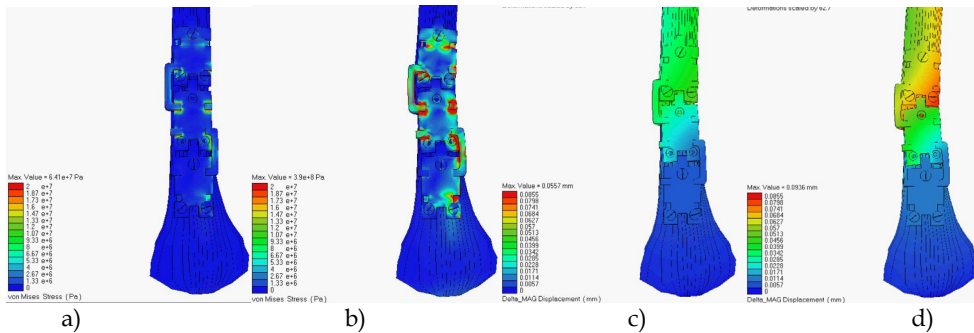 Deformations scaled by
Deformations scaled by 62.7
Max. Value = 6.41e+7 Pa
2 e+7
1.87 e+7
1.73 e+7
1.6 e+7
1.47 e+7
1.33 e+7
1.2 e+7
1.07 e+7
9.33 e+6
8 e+6
6.67 e+6
5.33 e+6
4 e+6
2.67 e+6
1.33 e+6
0
von Mises Stress ( Pa )
Max. Value = 3.9e+8 Pa
2 e+7
1.87 e+7
1.73 e+7
1.6 e+7
1.47 e+7
1.33 e+7
1.2 e+7
1.07 e+7
9.33 e+6
8 e+6
6.67 e+6
5.33 e+6
4 e+6
2.67 e+6
1.33 e+6
0
von Mises Stress ( Pa )
Max. Value = 0.0557 mm
0.0855
0.0798
0.0741
0.0684
0.0627
0.057
0.0513
0.0456
0.0399
0.0342
0.0285
0.0228
0.0171
0.0114
0.0057
0
Delta_MAG Displacement ( mm )
Max. Value = 0.0936 mm
0.0855
0.0798
0.0741
0.0684
0.0627
0.057
0.0513
0.0456
0.0399
0.0342
0.0285
0.0228
0.0171
0.0114
0.0057
0
Delta_MAG Displacement ( mm )
a)
b)
c)
d)